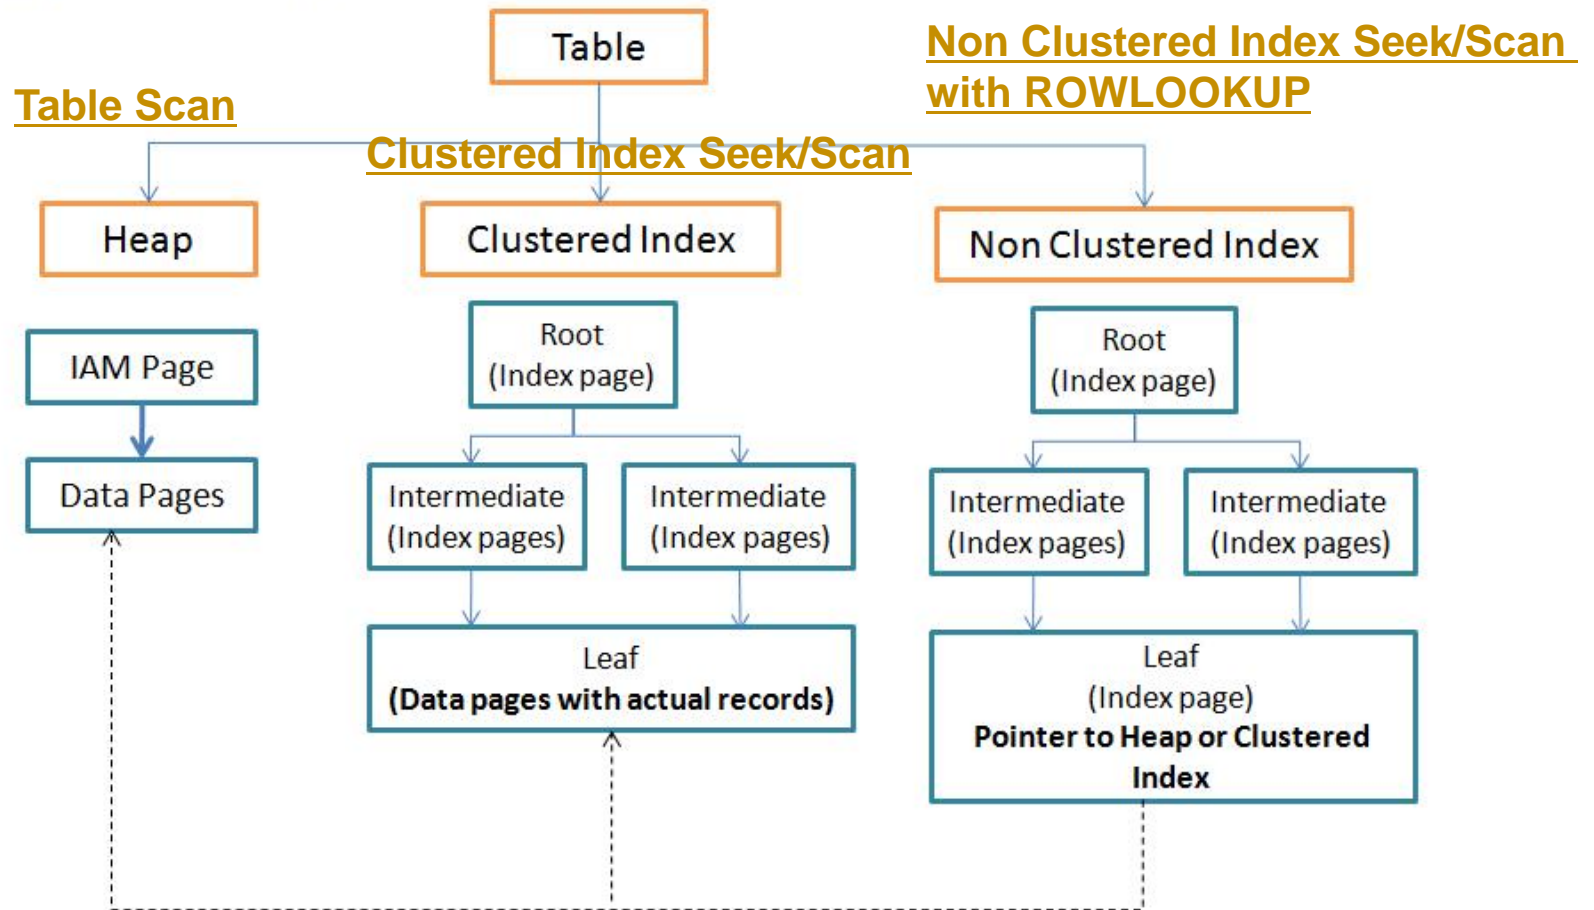 Table
Non Clustered Index Seek/Scan
with ROWLOOKUP
Table Scan
Clustered Index Seek/Scan
Heap
Clustered Index
Non Clustered Index
IAM Page
Data Pages
Root
(Index page)
Intermediate
(Index pages)
Intermediate
(Index pages)
Leaf
(Data pages with actual records)
Root
(Index page)
Intermediate
(Index pages)
Intermediate
(Index pages)
Leaf
(Index page)
Pointer to Heap or Clustered
Index